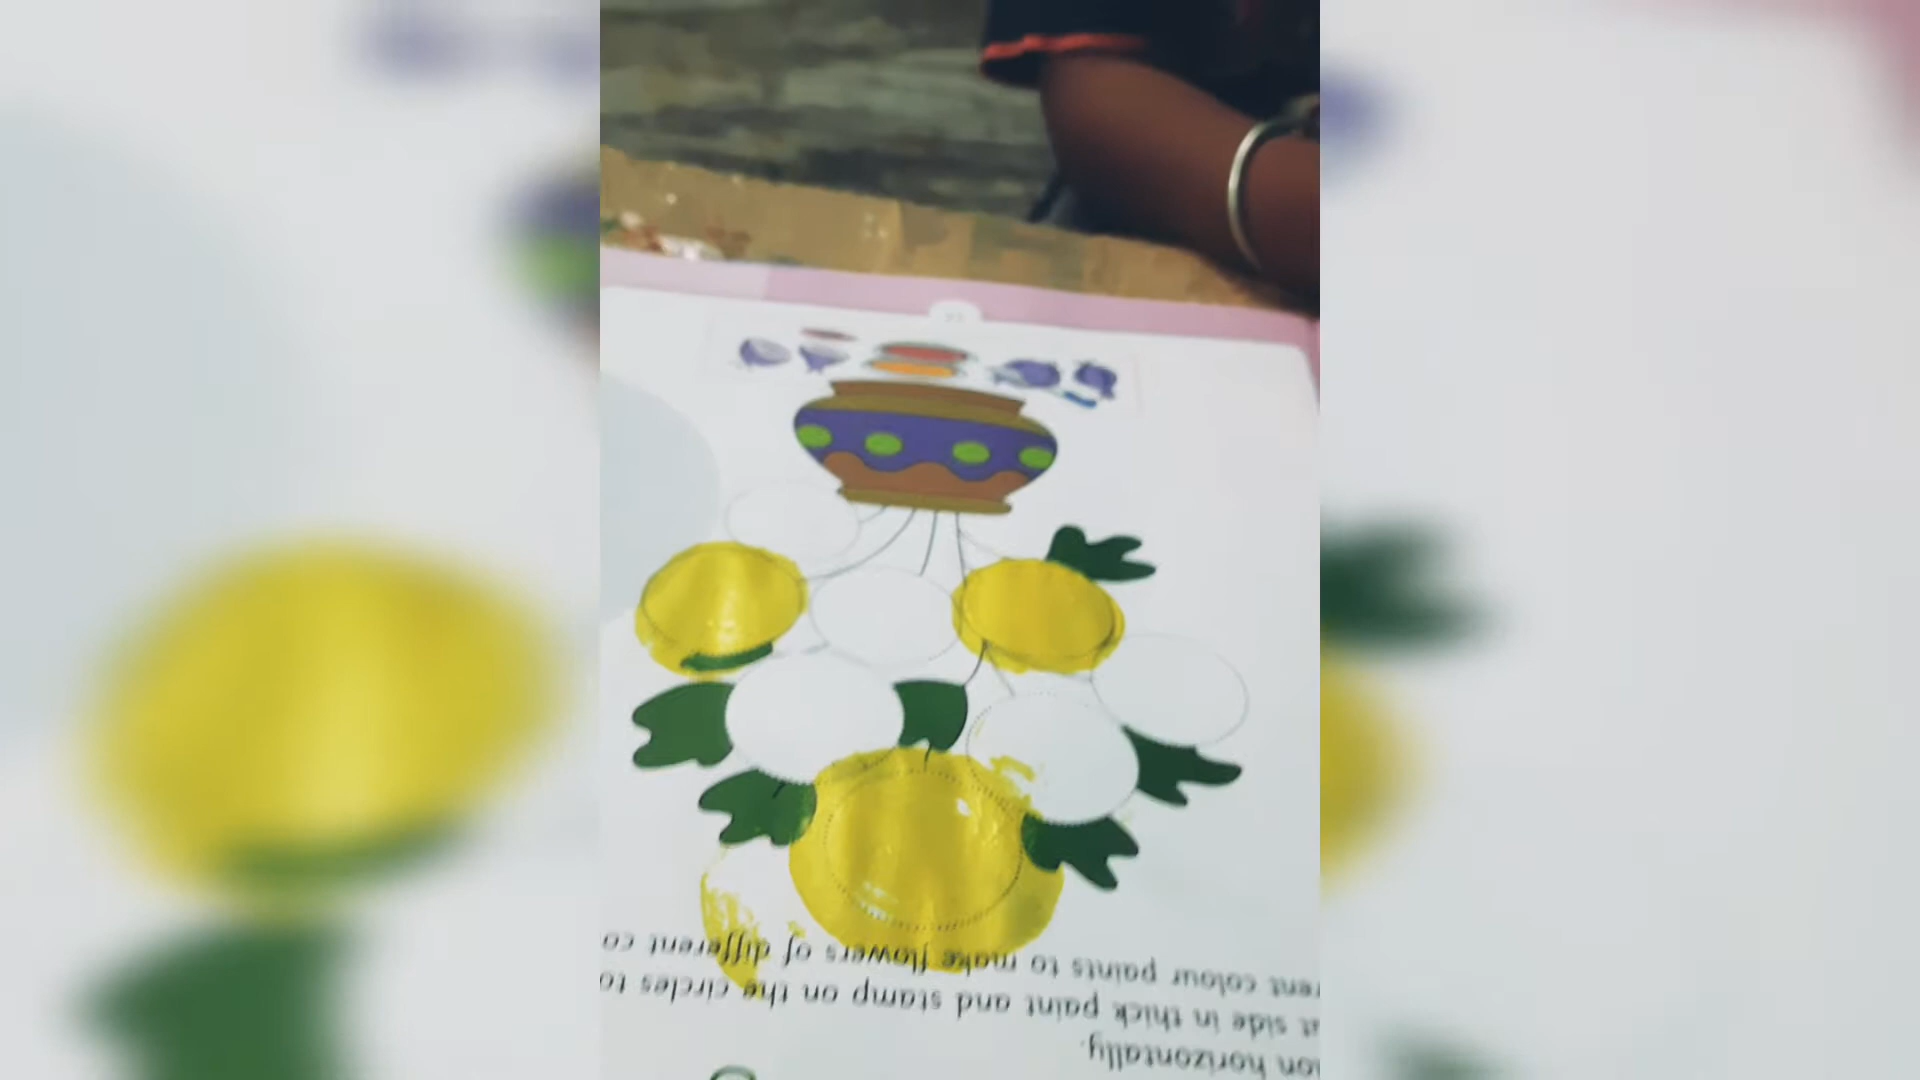 on horizontally.
side in thick paint and stamp on the circles to
rent colour paints to make flowers of different co